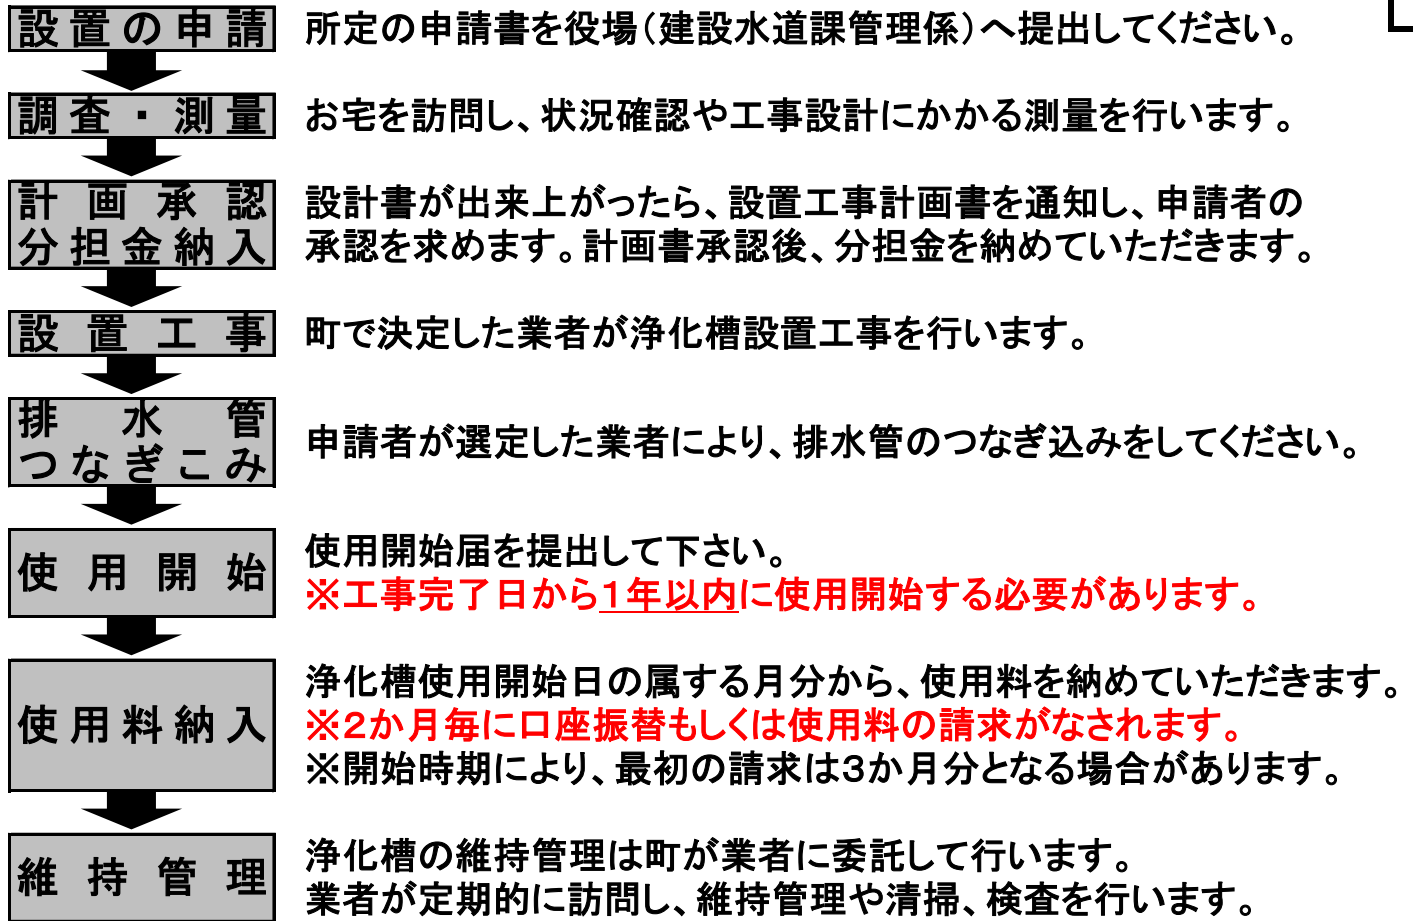 設置の申請
所定の申請書を役場（建設水道課管理係）へ提出してください。
調査・測量
お宅を訪問し、状況確認や工事設計にかかる測量を行います。
計画承認
分担金納入
設計書が出来上がったら、設置工事計画書を通知し、申請者の
承認を求めます。計画書承認後、分担金を納めていただきます。
設置工事
町で決定した業者が浄化槽設置工事を行います。
排水管
つなぎこみ
申請者が選定した業者により、排水管のつなぎ込みをしてください。
使用開始
使用開始届を提出して下さい。
※工事完了日から１年以内に使用開始する必要があります。
使用料納入
浄化槽使用開始日の属する月分から、使用料を納めていただきます。
※２か月毎に口座振替もしくは使用料の請求がなされます。
※開始時期により、最初の請求は３か月分となる場合があります。
維持管理
浄化槽の維持管理は町が業者に委託して行います。
業者が定期的に訪問し、維持管理や清掃、検査を行います。